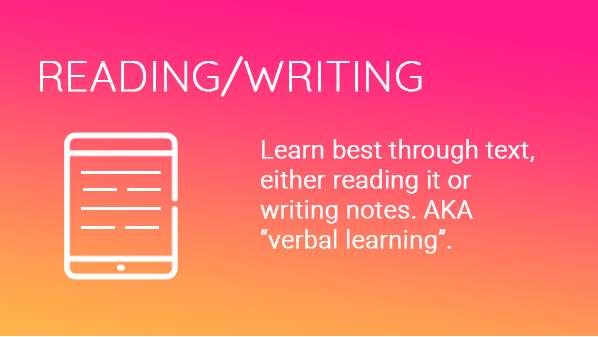 READING/WRITING
Learn best through text,
either reading it or
writing notes. AKA
“verbal learning”.